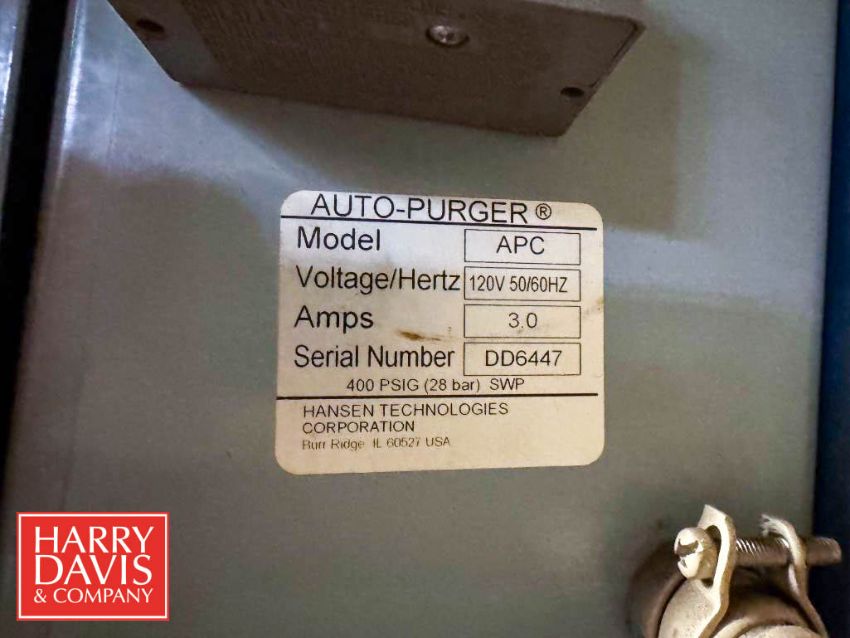 AUTO-PURGER ®
Model APC
Voltage/Hertz 120V 50/60HZ
Amps 3.0
Serial Number DD6447
400 PSIG (28 bar) SWP
HANSEN TECHNOLOGIES
CORPORATION
Burr Ridge IL 60527 USA
HARRY
DAVIS
& COMPANY